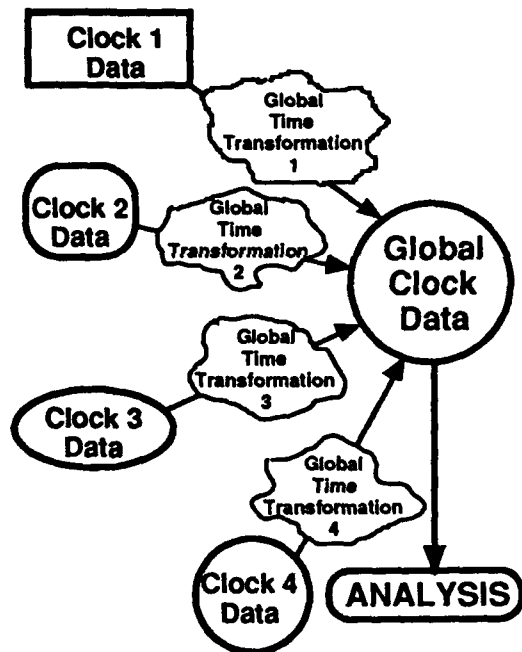 Clock 1
Data
Global
Time
Transformation
1
Clock 2
Data
Global
Time
Transformation
2
Global
Clock
Data
Clock 3
Data
Global
Time
Transformation
3
Global
Time
Transformation
4
Clock 4
Data
ANALYSIS